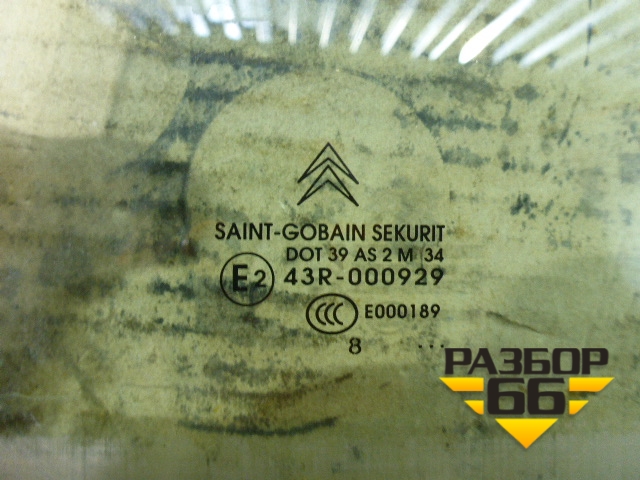 SAINT-GOBAIN SEKURIT
DOT 39 AS 2 M 34
E2 43R-000929
CCC E000189
8 ...
РАЗБОР
66